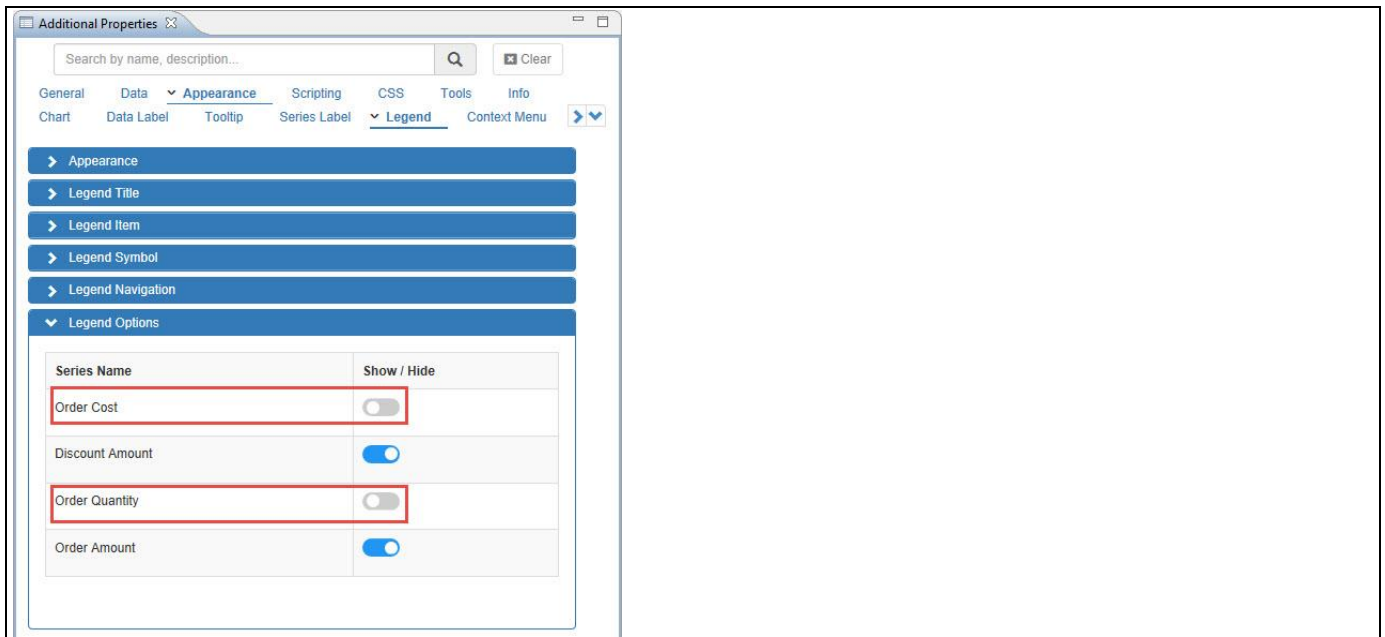 Additional Properties
Search by name, description...
Clear
General Data Appearance Scripting CSS Tools Info
Chart Data Label Tooltip Series Label Legend Context Menu
Appearance
Legend Title
Legend Item
Legend Symbol
Legend Navigation
Legend Options
Series Name Show / Hide
Order Cost
Discount Amount
Order Quantity
Order Amount